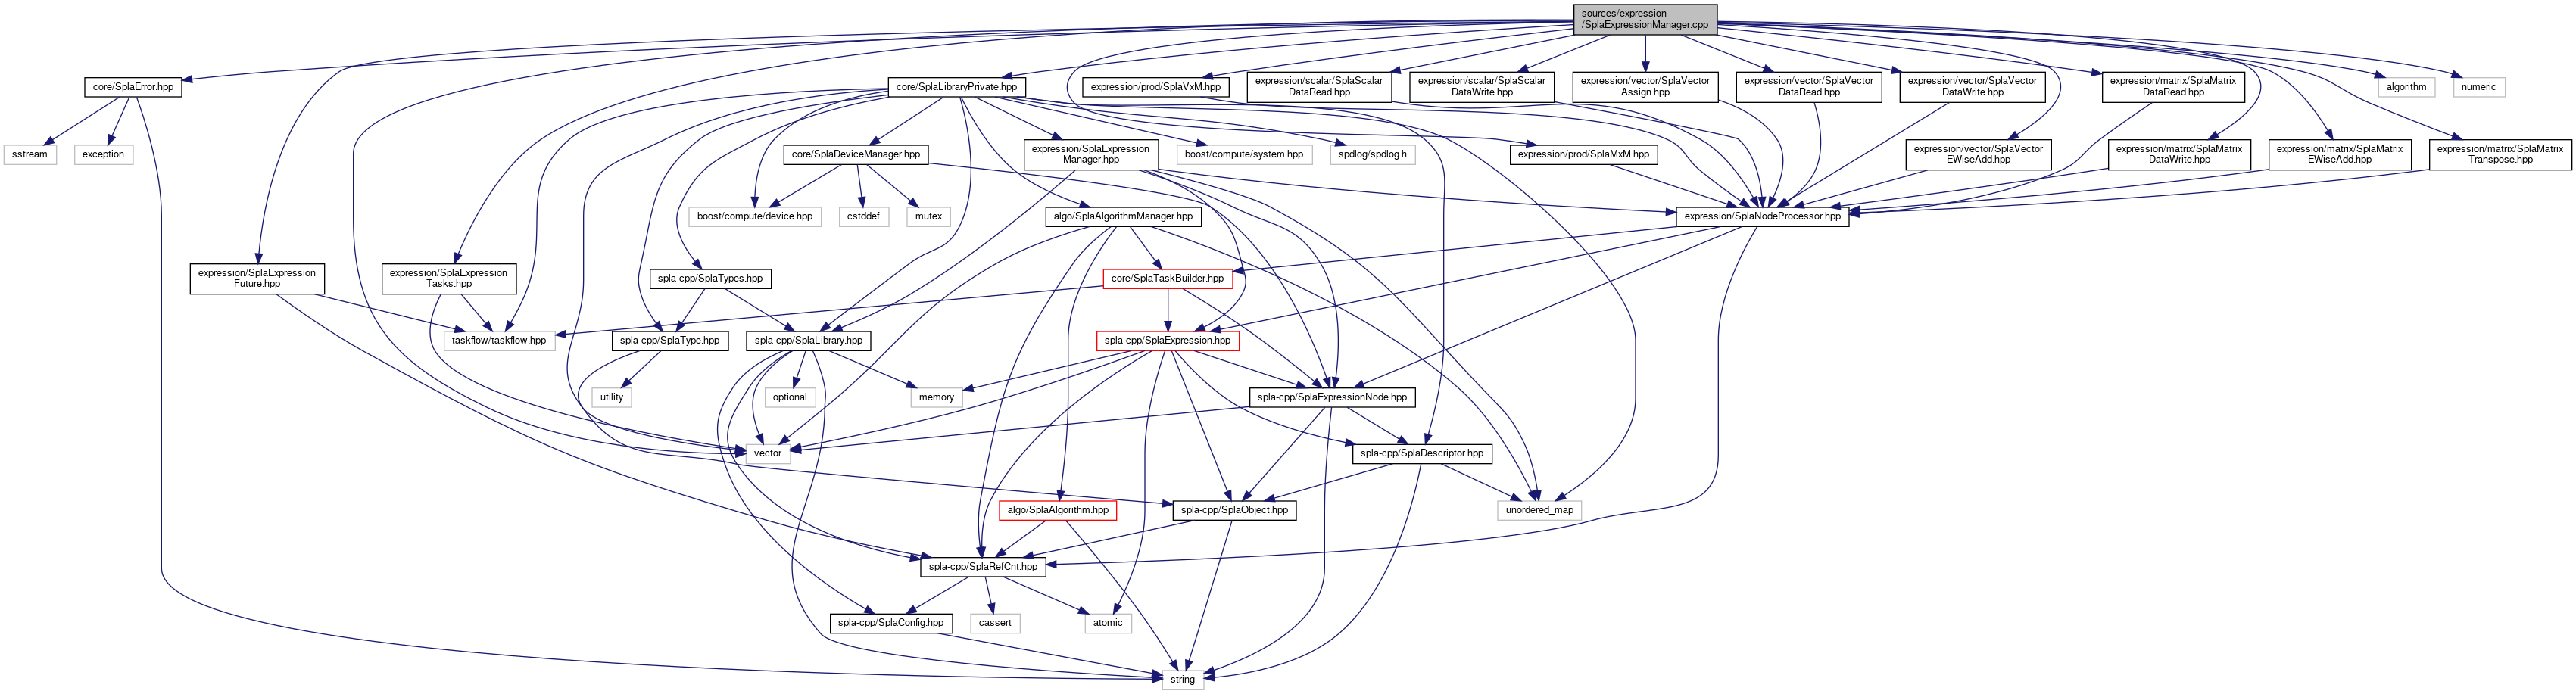 sources/expression
/SplaExpressionManager.cpp
core/SplaError.hpp
core/SplaLibraryPrivate.hpp
expression/prod/SplaVxM.hpp
expression/scalar/SplaScalar
DataRead.hpp
expression/scalar/SplaScalar
DataWrite.hpp
expression/vector/SplaVector
Assign.hpp
expression/vector/SplaVector
DataRead.hpp
expression/vector/SplaVector
DataWrite.hpp
expression/matrix/SplaMatrix
DataRead.hpp
algorithm
numeric
sstream
exception
core/SplaDeviceManager.hpp
expression/SplaExpression
Manager.hpp
boost/compute/system.hpp
spdlog/spdlog.h
expression/prod/SplaMxM.hpp
expression/vector/SplaVector
EWiseAdd.hpp
expression/matrix/SplaMatrix
DataWrite.hpp
expression/matrix/SplaMatrix
EWiseAdd.hpp
expression/matrix/SplaMatrix
Transpose.hpp
boost/compute/device.hpp
cstddef
mutex
algo/SplaAlgorithmManager.hpp
expression/SplaNodeProcessor.hpp
expression/SplaExpression
Future.hpp
expression/SplaExpression
Tasks.hpp
spla-cpp/SplaTypes.hpp
core/SplaTaskBuilder.hpp
taskflow/taskflow.hpp
spla-cpp/SplaType.hpp
spla-cpp/SplaLibrary.hpp
spla-cpp/SplaExpression.hpp
utility
optional
memory
spla-cpp/SplaExpressionNode.hpp
vector
spla-cpp/SplaDescriptor.hpp
algo/SplaAlgorithm.hpp
spla-cpp/SplaObject.hpp
unordered_map
spla-cpp/SplaRefCnt.hpp
spla-cpp/SplaConfig.hpp
cassert
atomic
string